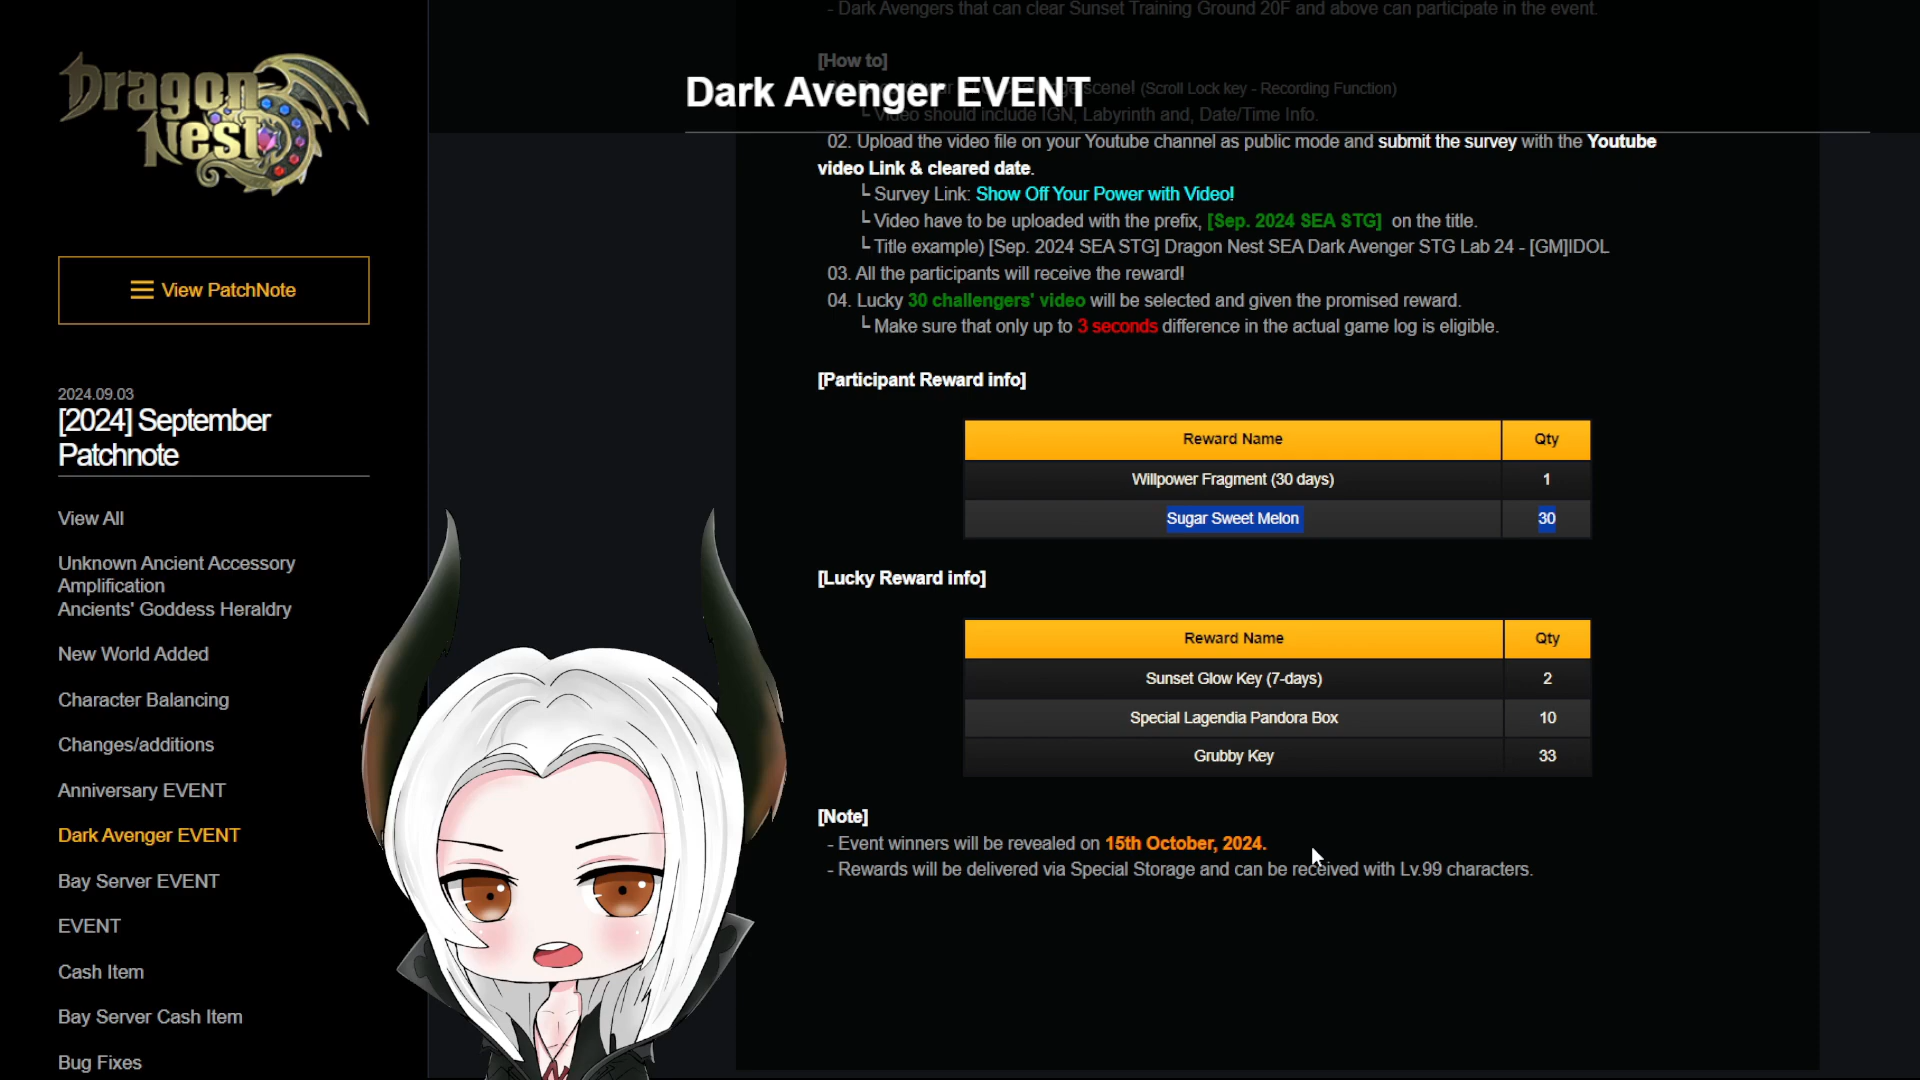 Dragon Nest
View PatchNote
2024.09.03
[2024] September
Patchnote
View All
Unknown Ancient Accessory
Amplification
Ancients' Goddess Heraldry
New World Added
Character Balancing
Changes/additions
Anniversary EVENT
Dark Avenger EVENT
Bay Server EVENT
EVENT
Cash Item
Bay Server Cash Item
Bug Fixes
- Dark Avengers that can clear Sunset Training Ground 20F and above can participate in the event.
[How to]
Dark Avenger EVENT
scene! (Scroll Lock key - Recording Function)
└ Video should include IGN, Labyrinth and, Date/Time Info.
02. Upload the video file on your Youtube channel as public mode and submit the survey with the Youtube
video Link & cleared date.
└ Survey Link: Show Off Your Power with Video!
└ Video have to be uploaded with the prefix, [Sep. 2024 SEA STG] on the title.
└ Title example) [Sep. 2024 SEA STG] Dragon Nest SEA Dark Avenger STG Lab 24 - [GM]IDOL
03. All the participants will receive the reward!
04. Lucky 30 challengers' video will be selected and given the promised reward.
└ Make sure that only up to 3 seconds difference in the actual game log is eligible.
[Participant Reward info]
Reward Name Qty
Willpower Fragment (30 days) 1
Sugar Sweet Melon 30
[Lucky Reward info]
Reward Name Qty
Sunset Glow Key (7-days) 2
Special Lagendia Pandora Box 10
Grubby Key 33
[Note]
- Event winners will be revealed on 15th October, 2024.
- Rewards will be delivered via Special Storage and can be received with Lv.99 characters.